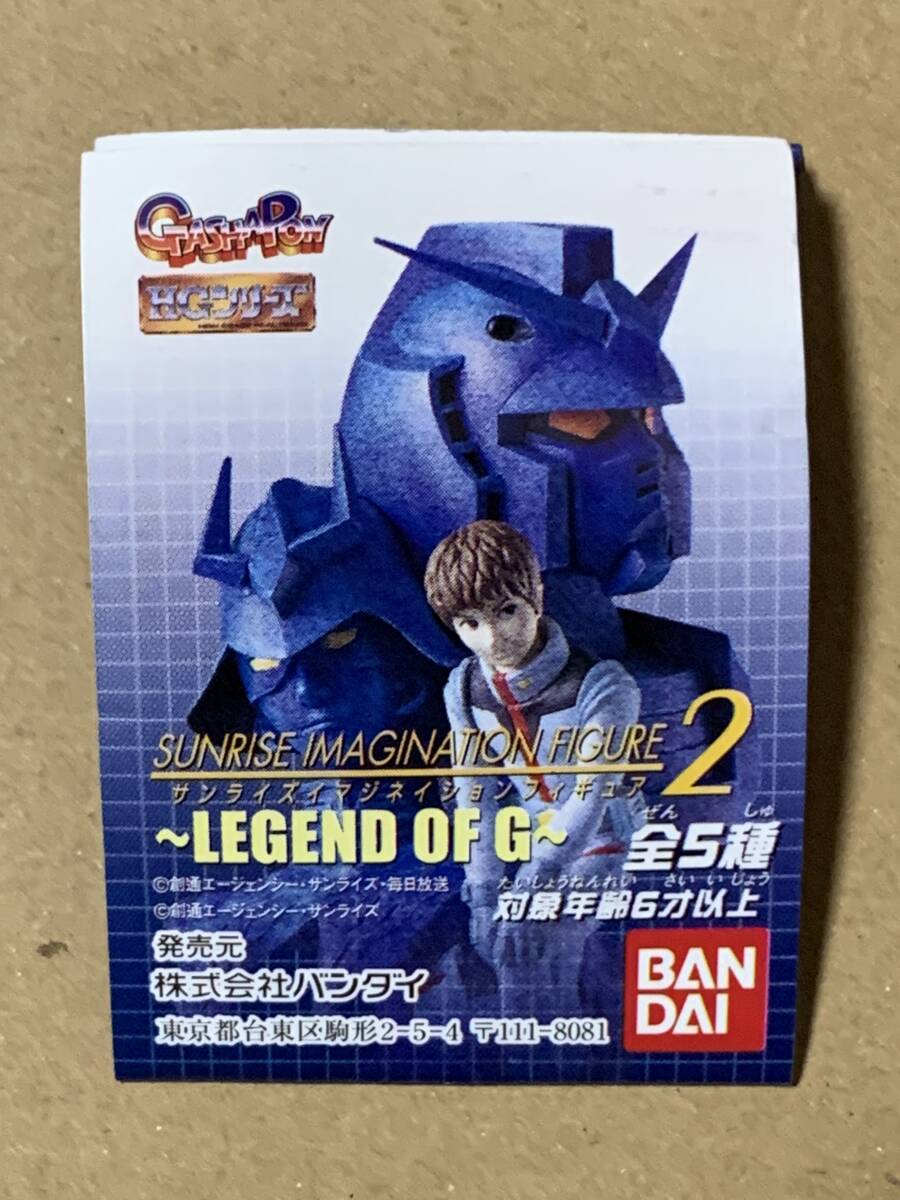 GASHAPON
HGシリーズ
SUNRISE IMAGINATION FIGURE 2
サンライズイマジネイションフィギュア
~LEGEND OF G~
ぜん しゅ
全5種
©創通エージェンシー・サンライズ・毎日放送
©創通エージェンシー・サンライズ
たいしょうねんれい さい いじょう
対象年齢6才以上
発売元
株式会社バンダイ
東京都台東区駒形2-5-4 〒111-8081
BAN
DAI